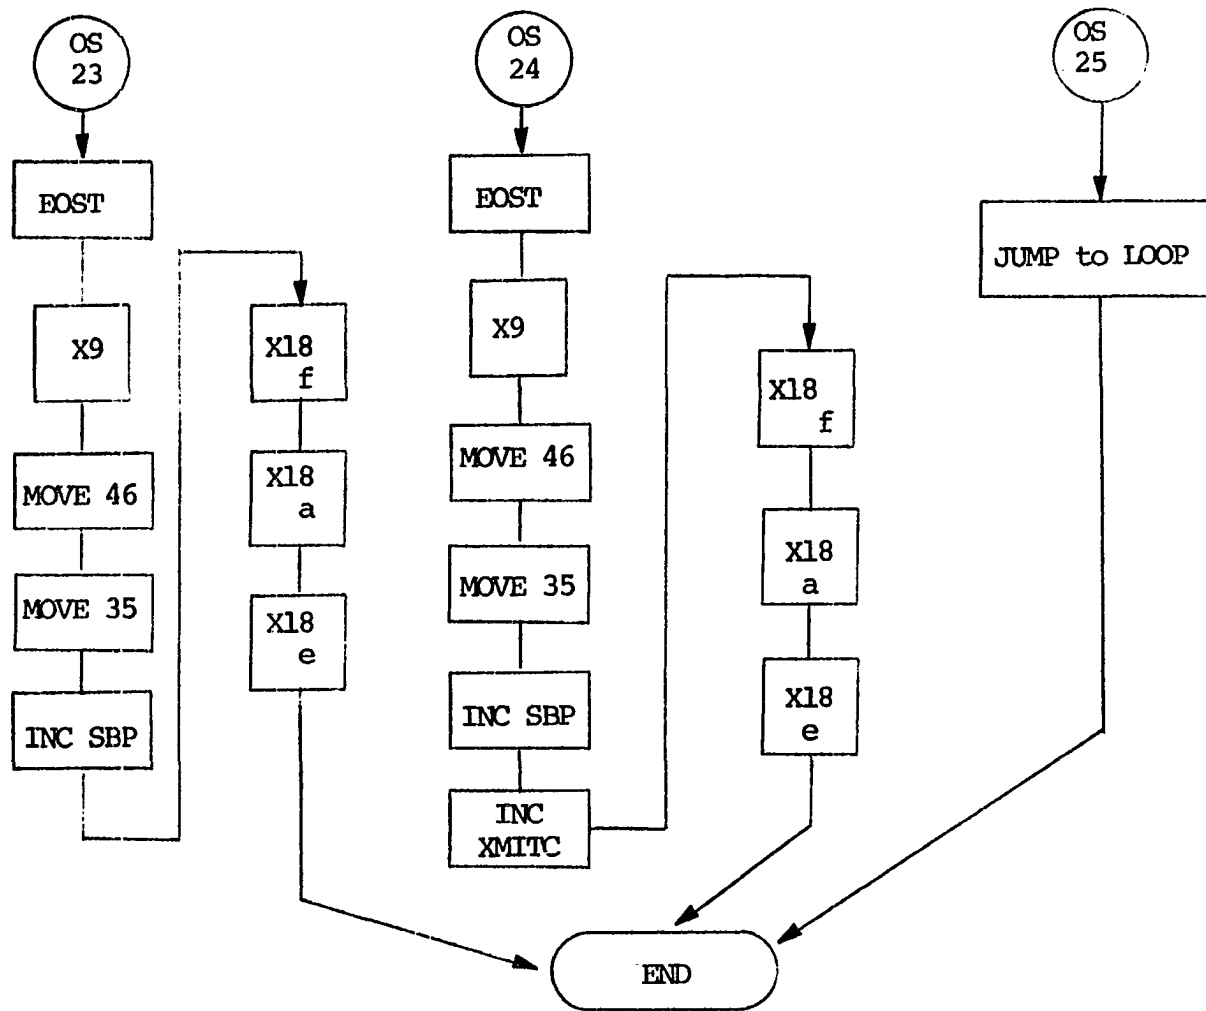 OS
23
EOST
X9
MOVE 46
MOVE 35
INC SBP
X18
f
X18
a
X18
e
OS
24
EOST
X9
MOVE 46
MOVE 35
INC SBP
INC
XMITC
X18
f
X18
a
X18
e
OS
25
JUMP to LOOP
END